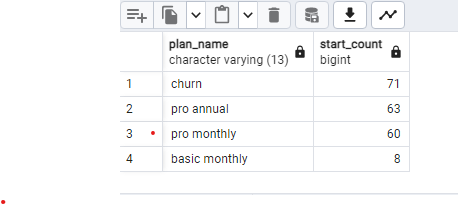 plan_name start_count
character varying (13) bigint
1 churn 71
2 pro annual 63
3 pro monthly 60
4 basic monthly 8